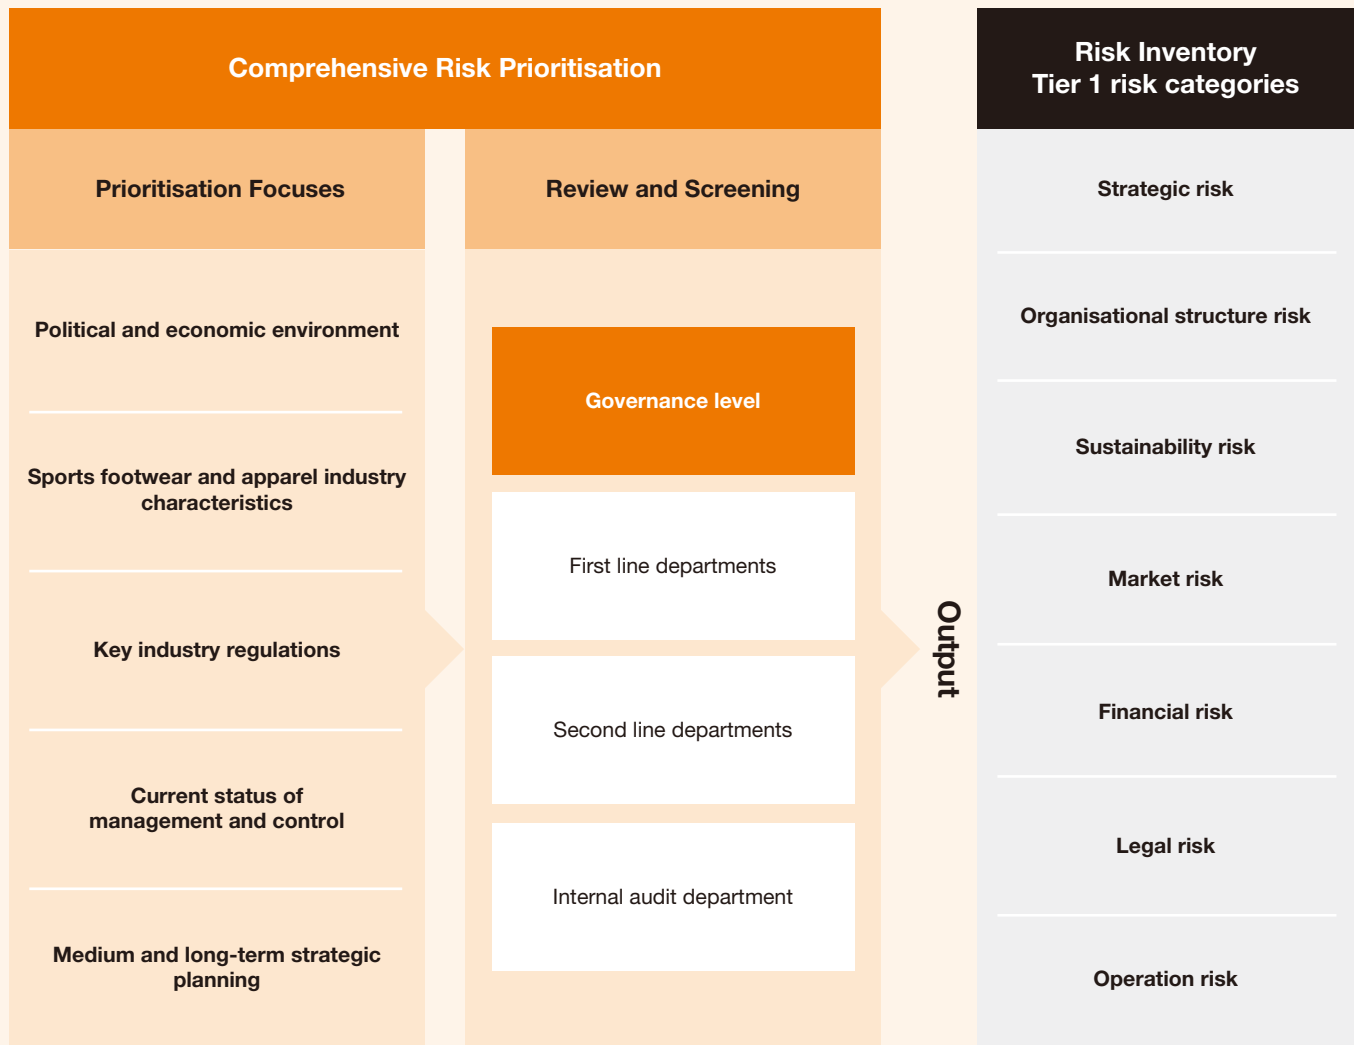 Comprehensive Risk Prioritisation
Prioritisation Focuses
Political and economic environment
Sports footwear and apparel industry
characteristics
Key industry regulations
Current status of
management and control
Medium and long-term strategic
planning
Review and Screening
Governance level
First line departments
Second line departments
Internal audit department
Output
Risk Inventory
Tier 1 risk categories
Strategic risk
Organisational structure risk
Sustainability risk
Market risk
Financial risk
Legal risk
Operation risk